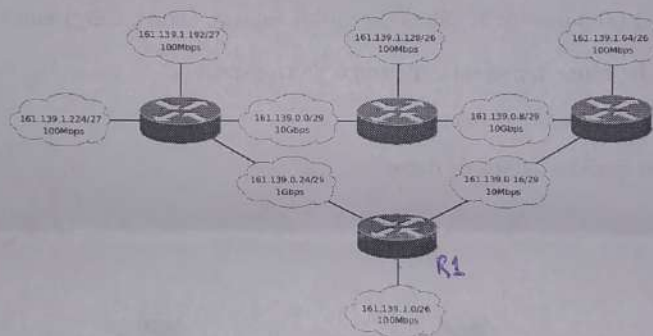 161.139.1.192/27
100Mbps
161.139.1.128/26
100Mbps
161.139.1.64/26
100Mbps
161.139.1.224/27
100Mbps
161.139.0.0/29
10Gbps
161.139.0.8/29
10Gbps
161.139.0.24/29
1Gbps
161.139.0.16/29
10Mbps
R1
161.139.1.0/26
100Mbps